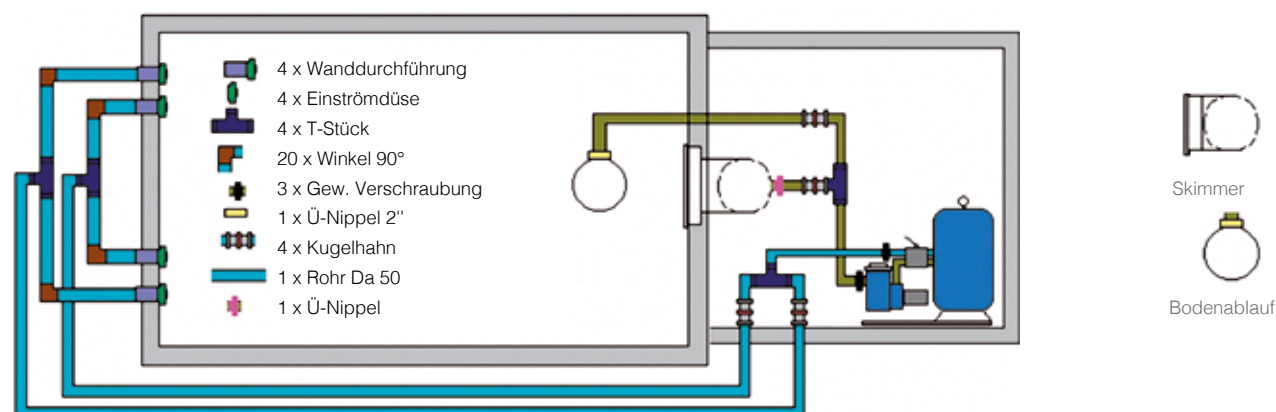 4 x Wanddurchführung
4 x Einströmdüse
4 x T-Stück
20 x Winkel 90°
3 x Gew. Verschraubung
1 x Ü-Nippel 2''
4 x Kugelhahn
1 x Rohr Da 50
1 x Ü-Nippel
Skimmer
Bodenablauf